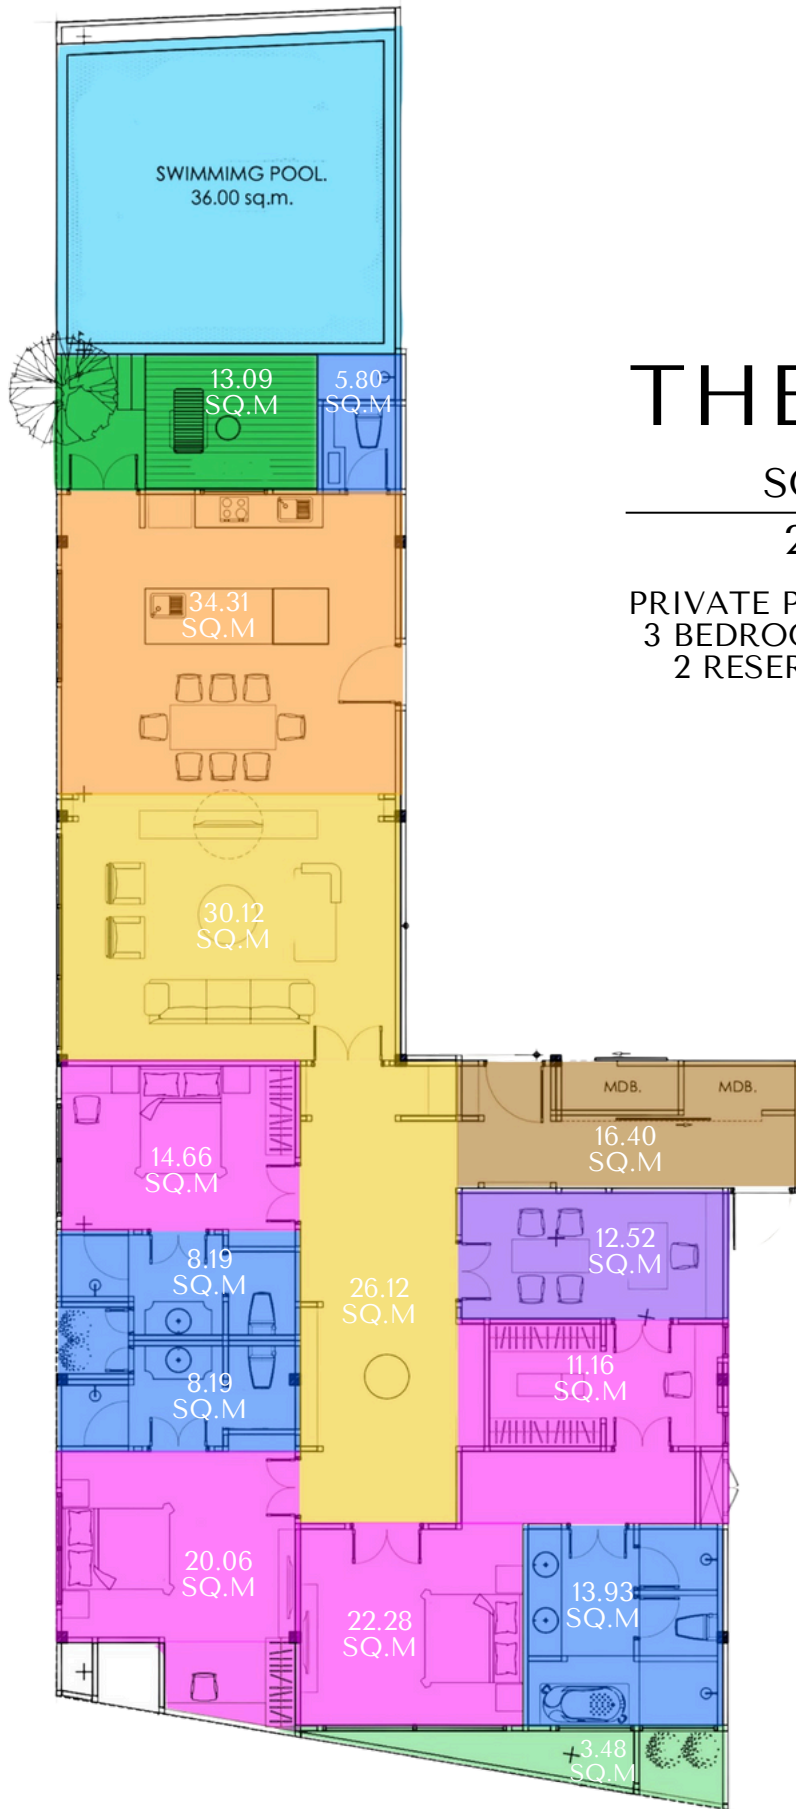 SWIMMIMG POOL.
36.00 sq.m.
13.09
SQ.M
5.80
SQ.M
THE
SQ
2
PRIVATE P
3 BEDROO
2 RESER
34.31
SQ.M
30.12
SQ.M
MDB.
MDB.
16.40
SQ.M
14.66
SQ.M
12.52
SQ.M
8.19
SQ.M
26.12
SQ.M
8.19
SQ.M
11.16
SQ.M
20.06
SQ.M
22.28
SQ.M
13.93
SQ.M
3.48
SQ.M